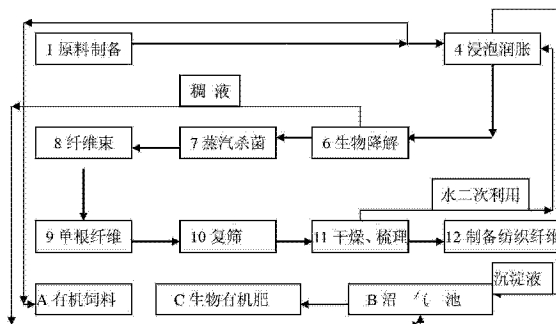 1 原料制备
4 浸泡润胀
稠 液
8 纤维束
7 蒸汽杀菌
6 生物降解
水二次利用
9 单根纤维
10 复筛
11 干燥、梳理
12 制备纺织纤维
沉淀液
A 有机饲料
C 生物有机肥
B 沼 气 池